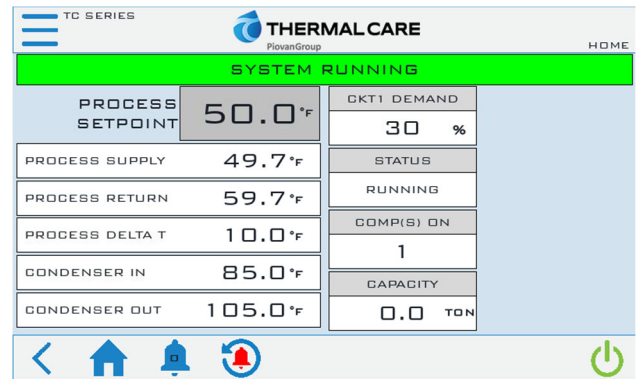 TC SERIES
THERMALCARE
PiovanGroup
HOME
SYSTEM RUNNING
PROCESS SETPOINT
50.0°F
PROCESS SUPPLY 49.7°F
PROCESS RETURN 59.7°F
PROCESS DELTA T 10.0°F
CONDENSER IN 85.0°F
CONDENSER OUT 105.0°F
CKT1 DEMAND
30 %
STATUS
RUNNING
COMP(S) ON
1
CAPACITY
0.0 TON
0